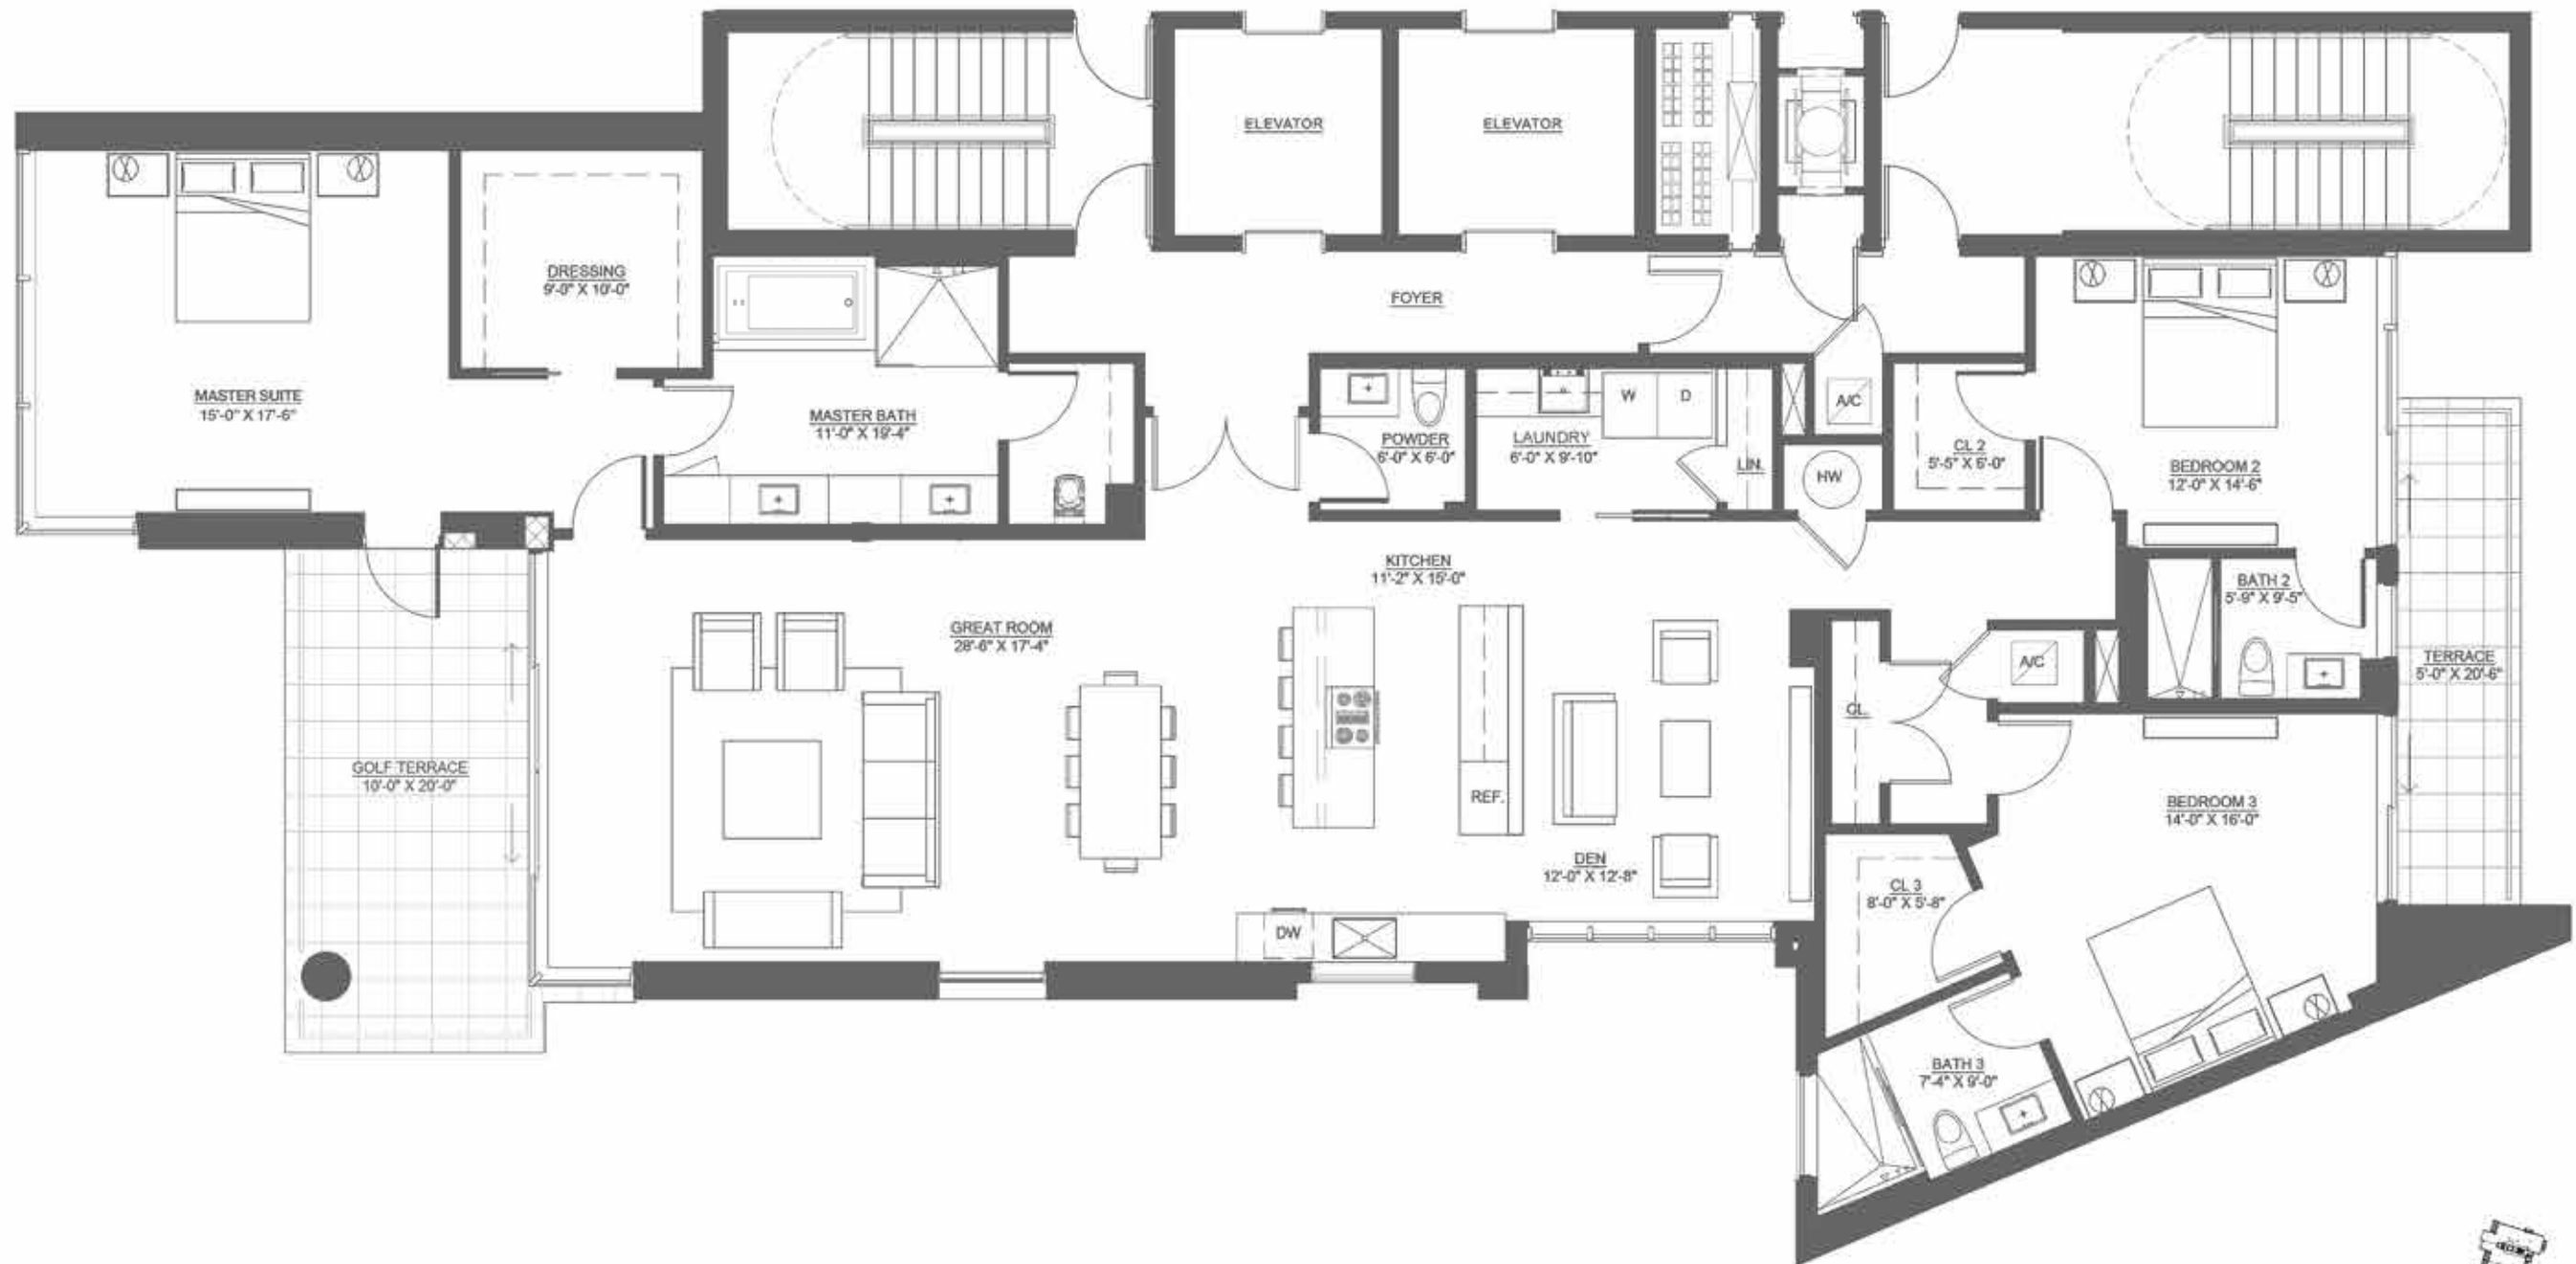 ELEVATOR
ELEVATOR
DRESSING
9'-0" X 10'-0"
FOYER
MASTER SUITE
15'-0" X 17'-6"
MASTER BATH
11'-0" X 19'-4"
POWDER
6'-0" X 6'-0"
LAUNDRY
6'-0" X 9'-10"
W
D
LIN.
A/C
HW
CL 2
5'-5" X 6'-0"
BEDROOM 2
12'-0" X 14'-6"
KITCHEN
11'-2" X 15'-0"
GREAT ROOM
28'-6" X 17'-4"
BATH 2
5'-9" X 9'-5"
A/C
TERRACE
5'-0" X 20'-6"
CL.
GOLF TERRACE
10'-0" X 20'-0"
REF.
BEDROOM 3
14'-0" X 16'-0"
DEN
12'-0" X 12'-8"
CL 3
8'-0" X 5'-8"
DW
BATH 3
7'-4" X 9'-0"